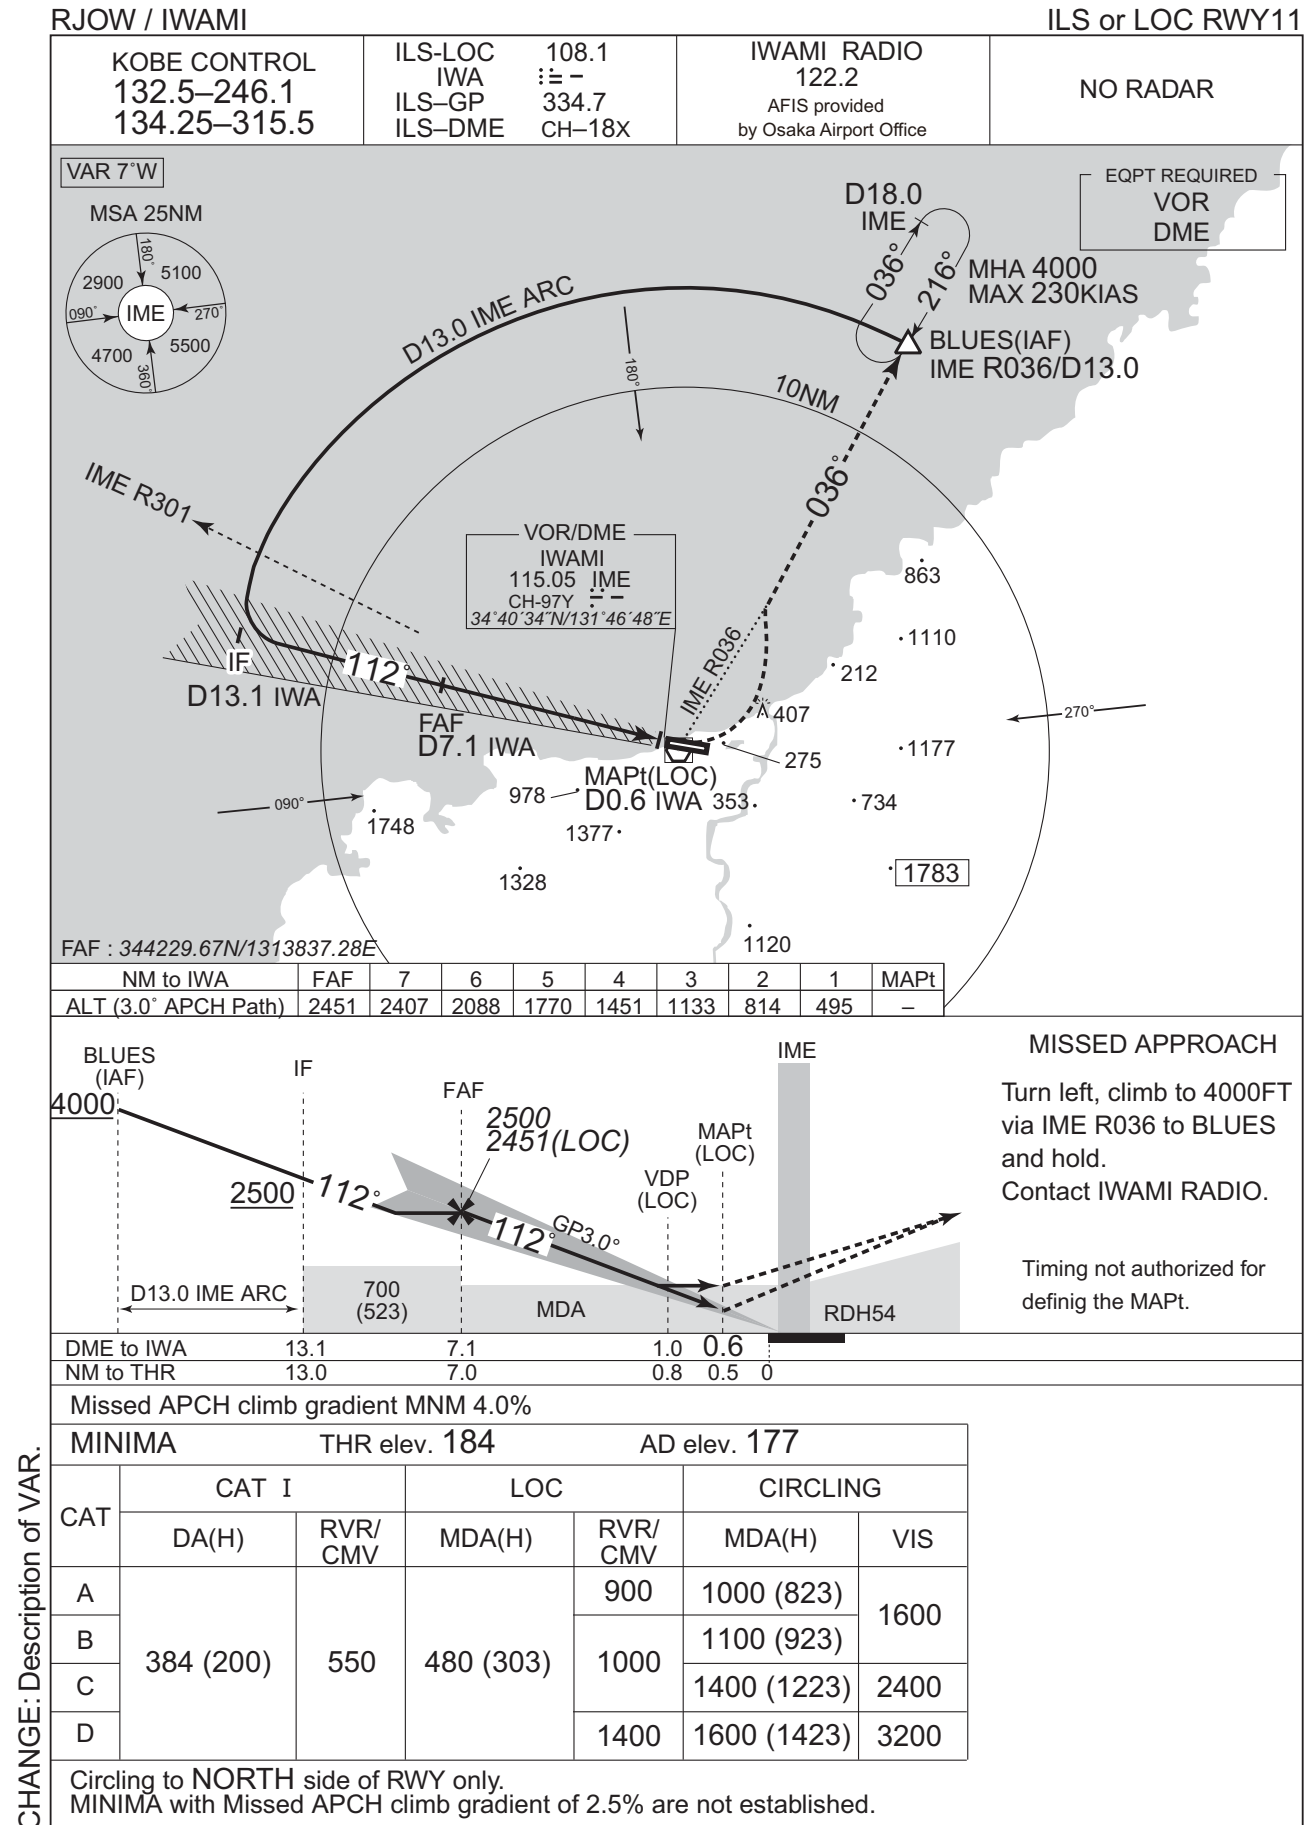 RJOW / IWAMI
ILS or LOC RWY11
KOBE CONTROL
132.5–246.1
134.25–315.5
ILS-LOC 108.1
IWA
ILS–GP 334.7
ILS–DME CH–18X
IWAMI RADIO
122.2
AFIS provided
by Osaka Airport Office
NO RADAR
VAR 7˚W
MSA 25NM
180˚
2900
5100
090˚
IME
270˚
4700
5500
360˚
EQPT REQUIRED
VOR
DME
D18.0
IME
036°
216°
MHA 4000
MAX 230KIAS
BLUES(IAF)
IME R036/D13.0
D13.0 IME ARC
180˚
10NM
036°
IME R301
VOR/DME
IWAMI
115.05 IME
CH-97Y
34˚40´34˝N/131˚46´48˝E
IME R036
863
1110
212
407
270˚
1177
275
IF
D13.1 IWA
112°
FAF
D7.1 IWA
MAPt(LOC)
D0.6 IWA
353
734
090˚
978
1748
1377
1328
1783
1120
FAF : 344229.67N/1313837.28E
NM to IWA FAF 7 6 5 4 3 2 1 MAPt
ALT (3.0˚ APCH Path) 2451 2407 2088 1770 1451 1133 814 495 –
BLUES
(IAF)
4000
IF
2500
112°
FAF
2500
2451(LOC)
112°
GP3.0°
VDP
(LOC)
MAPt
(LOC)
IME
D13.0 IME ARC
700
(523)
MDA
RDH54
MISSED APPROACH
Turn left, climb to 4000FT
via IME R036 to BLUES
and hold.
Contact IWAMI RADIO.
Timing not authorized for
definig the MAPt.
DME to IWA 13.1 7.1 1.0 0.6
NM to THR 13.0 7.0 0.8 0.5 0
Missed APCH climb gradient MNM 4.0%
MINIMA THR elev. 184 AD elev. 177
CAT CAT I LOC CIRCLING
DA(H) RVR/CMV MDA(H) RVR/CMV MDA(H) VIS
A 384 (200) 550 480 (303) 900 1000 (823) 1600
B 1000 1100 (923)
C 1400 (1223) 2400
D 1400 1600 (1423) 3200
Circling to NORTH side of RWY only.
MINIMA with Missed APCH climb gradient of 2.5% are not established.
CHANGE: Description of VAR.